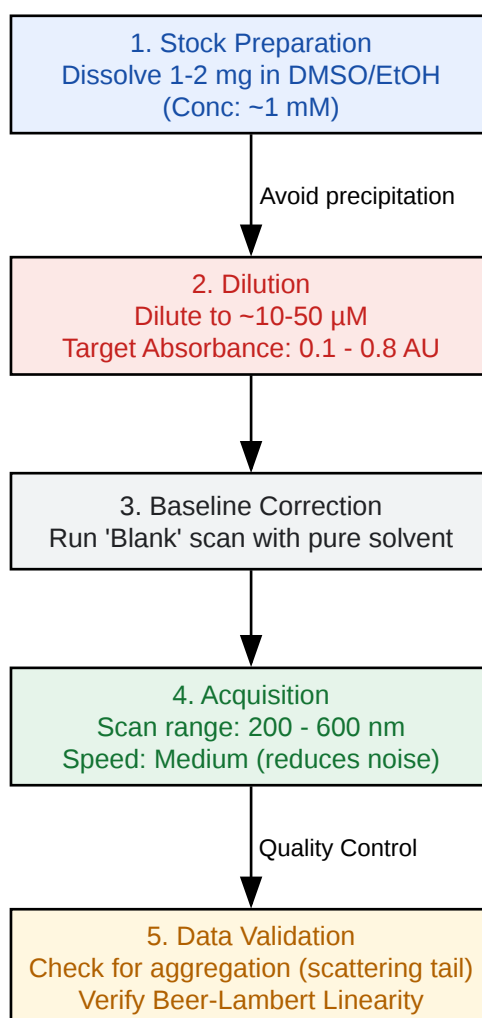 1. Stock Preparation
Dissolve 1-2 mg in DMSO/EtOH
(Conc: ~1 mM)
Avoid precipitation
2. Dilution
Dilute to ~10-50 µM
Target Absorbance: 0.1 - 0.8 AU
3. Baseline Correction
Run 'Blank' scan with pure solvent
4. Acquisition
Scan range: 200 - 600 nm
Speed: Medium (reduces noise)
Quality Control
5. Data Validation
Check for aggregation (scattering tail)
Verify Beer-Lambert Linearity